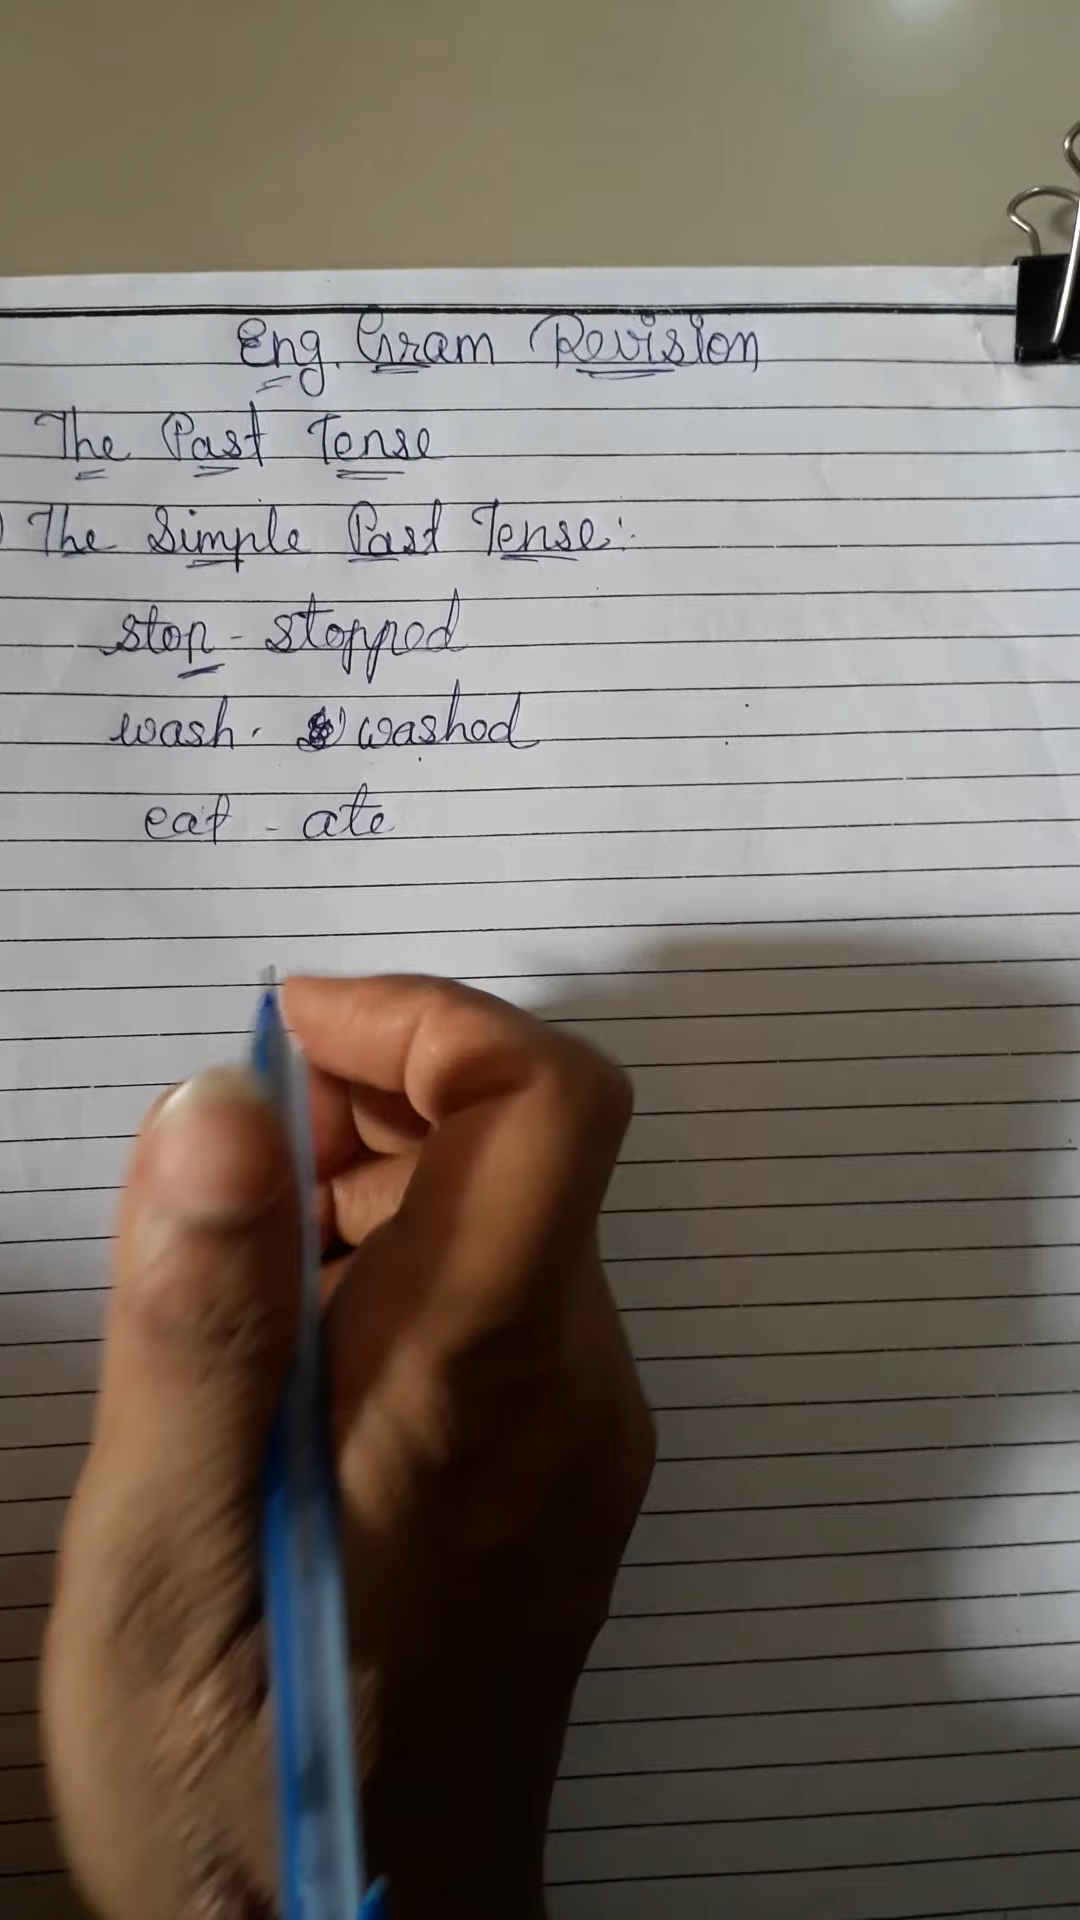 Eng. Gram Revision
The Past Tense
) The Simple Past Tense:
stop - stopped
wash - washed
eat - ate